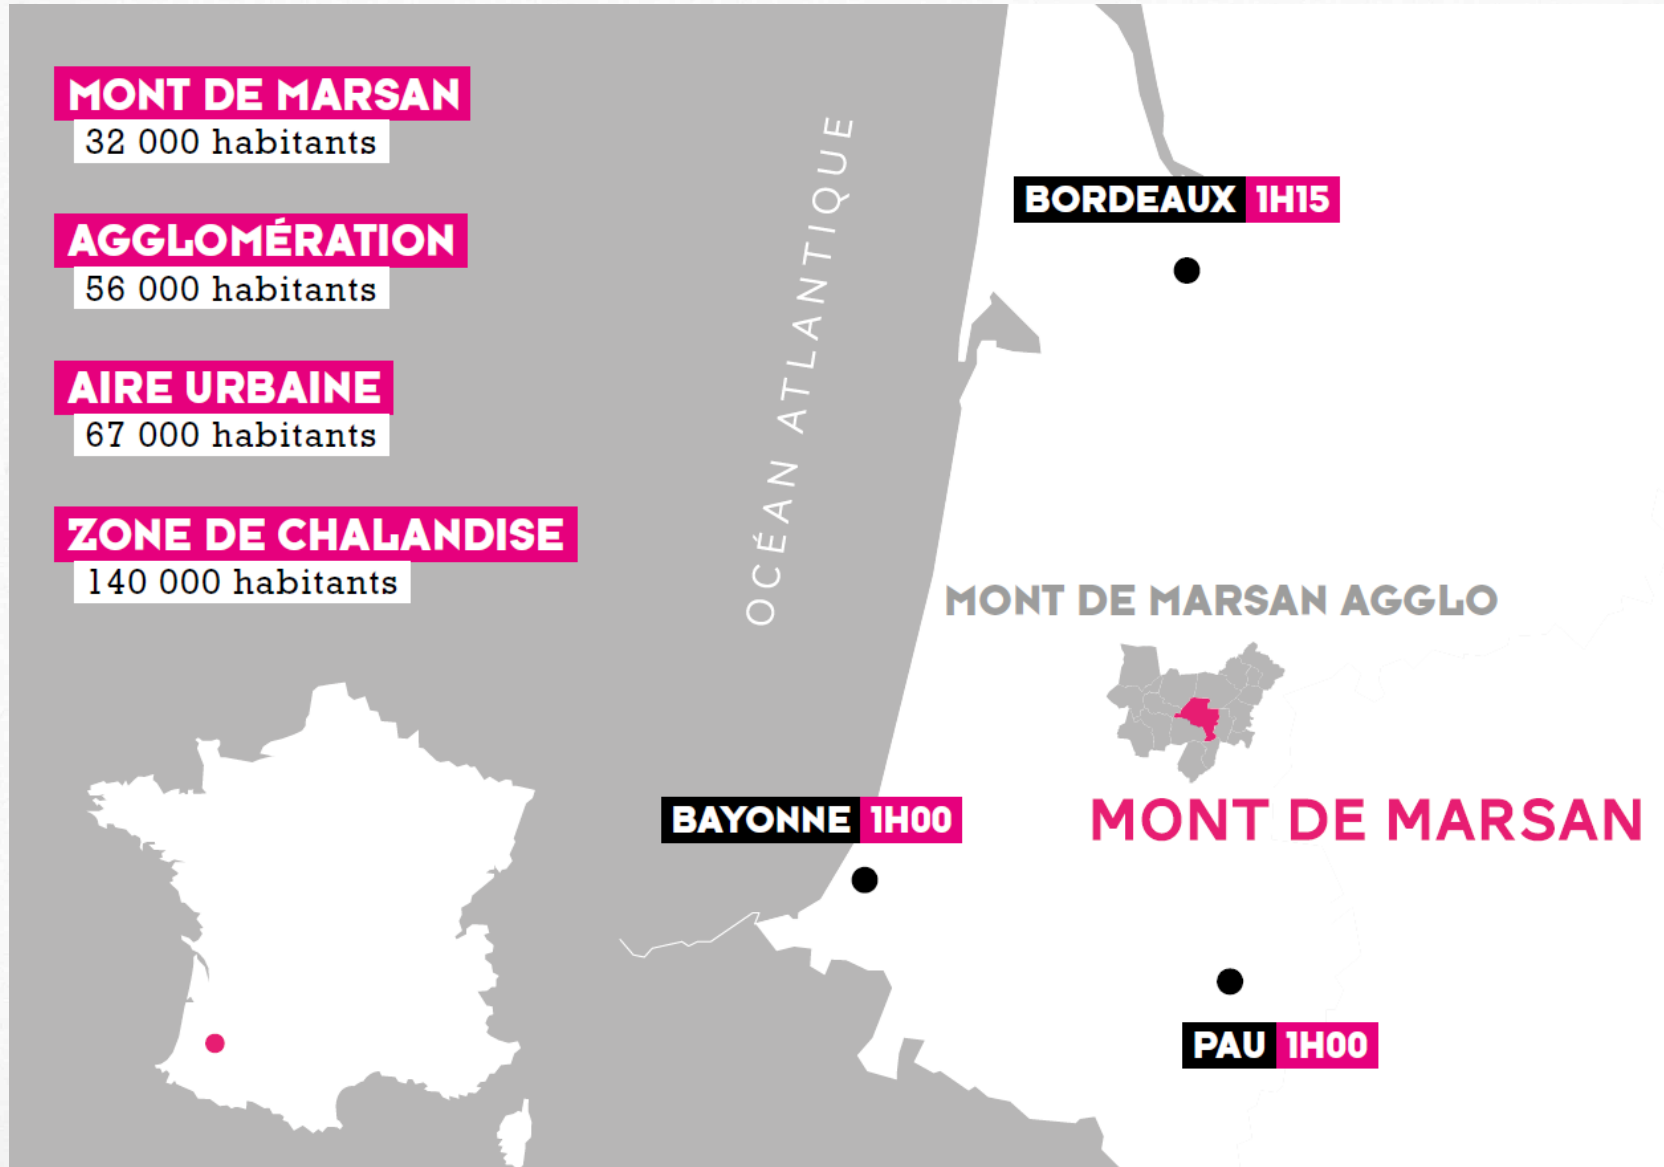 MONT DE MARSAN
32 000 habitants
AGGLOMÉRATION
56 000 habitants
AIRE URBAINE
67 000 habitants
ZONE DE CHALANDISE
140 000 habitants
OCÉAN ATLANTIQUE
BORDEAUX 1H15
MONT DE MARSAN AGGLO
BAYONNE 1H00
MONT DE MARSAN
PAU 1H00